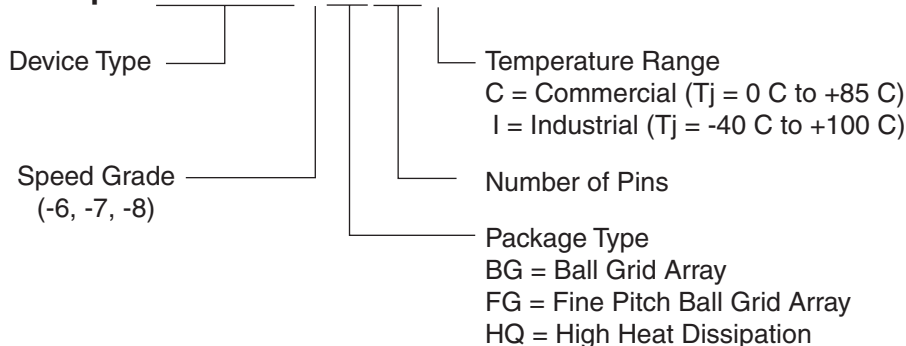 Device Type
Temperature Range
C = Commercial (Tj = 0 C to +85 C)
I = Industrial (Tj = -40 C to +100 C)
Speed Grade
(-6, -7, -8)
Number of Pins
Package Type
BG = Ball Grid Array
FG = Fine Pitch Ball Grid Array
HQ = High Heat Dissipation